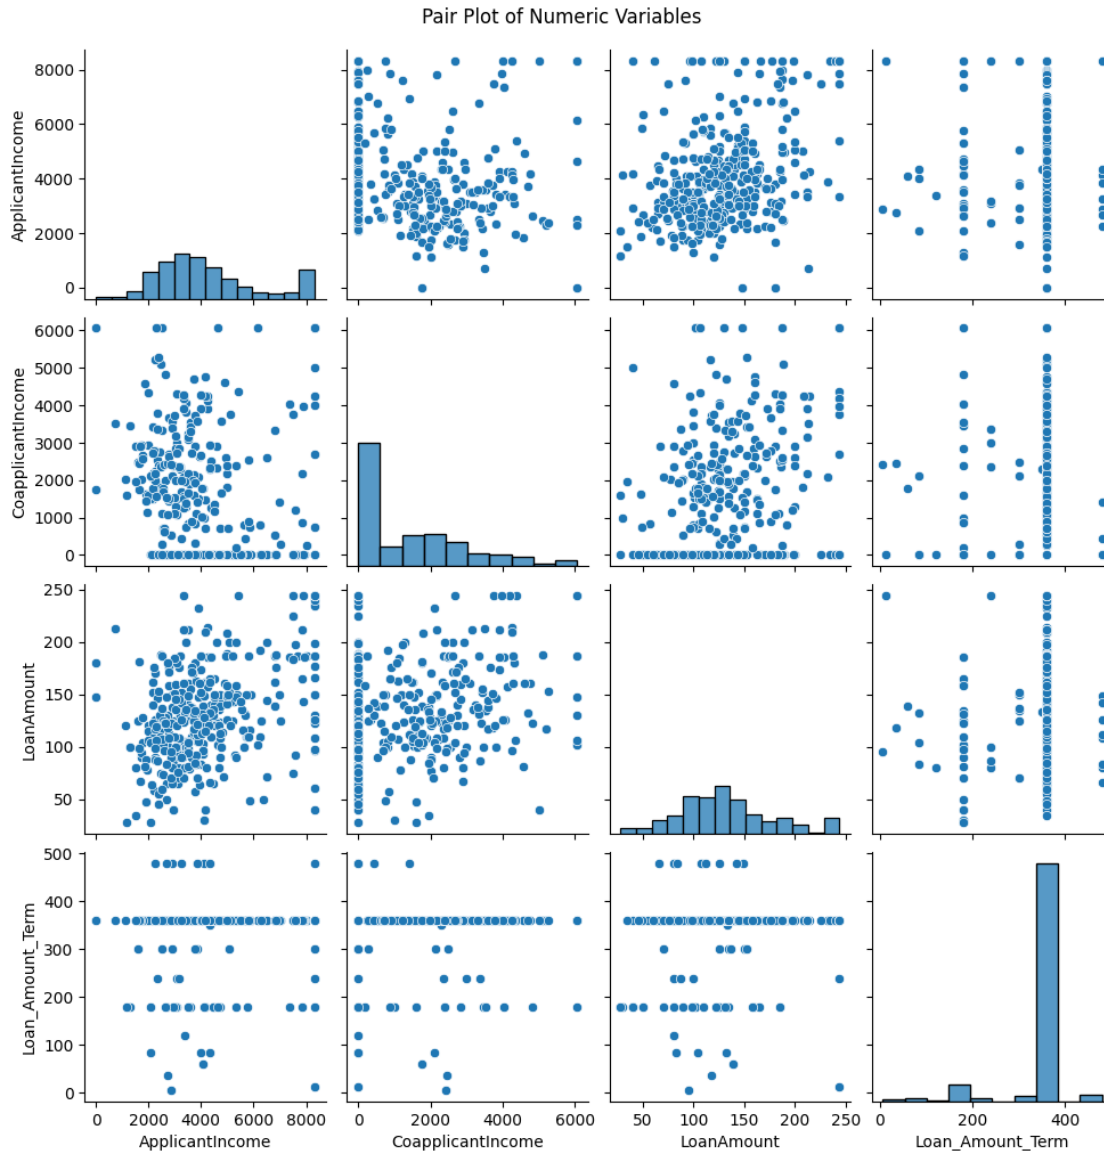 Pair Plot of Numeric Variables
8000
6000
4000
2000
0
ApplicantIncome
6000
5000
4000
3000
2000
1000
0
CoapplicantIncome
250
200
150
100
50
LoanAmount
500
400
300
200
100
0
Loan_Amount_Term
0 2000 4000 6000 8000
ApplicantIncome
0 2000 4000 6000
CoapplicantIncome
50 100 150 200 250
LoanAmount
0 200 400
Loan_Amount_Term